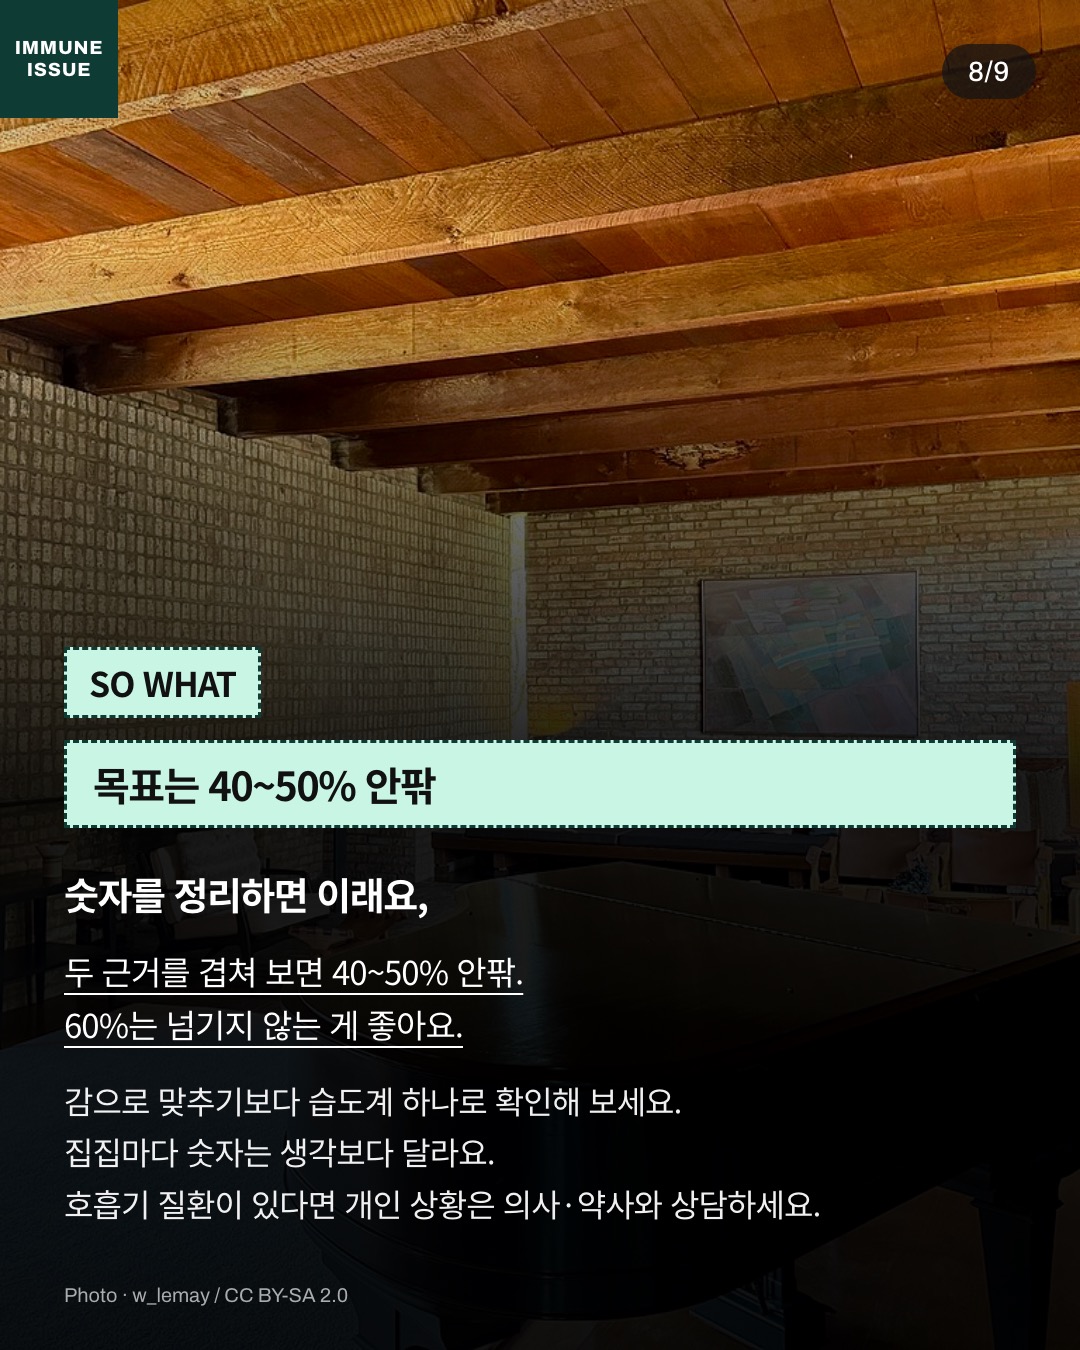 IMMUNE
ISSUE
8/9
SO WHAT
목표는 40~50% 안팎
숫자를 정리하면 이래요,
두 근거를 겹쳐 보면 40~50% 안팎.
60%는 넘기지 않는 게 좋아요.
감으로 맞추기보다 습도계 하나로 확인해 보세요.
집집마다 숫자는 생각보다 달라요.
호흡기 질환이 있다면 개인 상황은 의사·약사와 상담하세요.
Photo · w_lemay / CC BY-SA 2.0